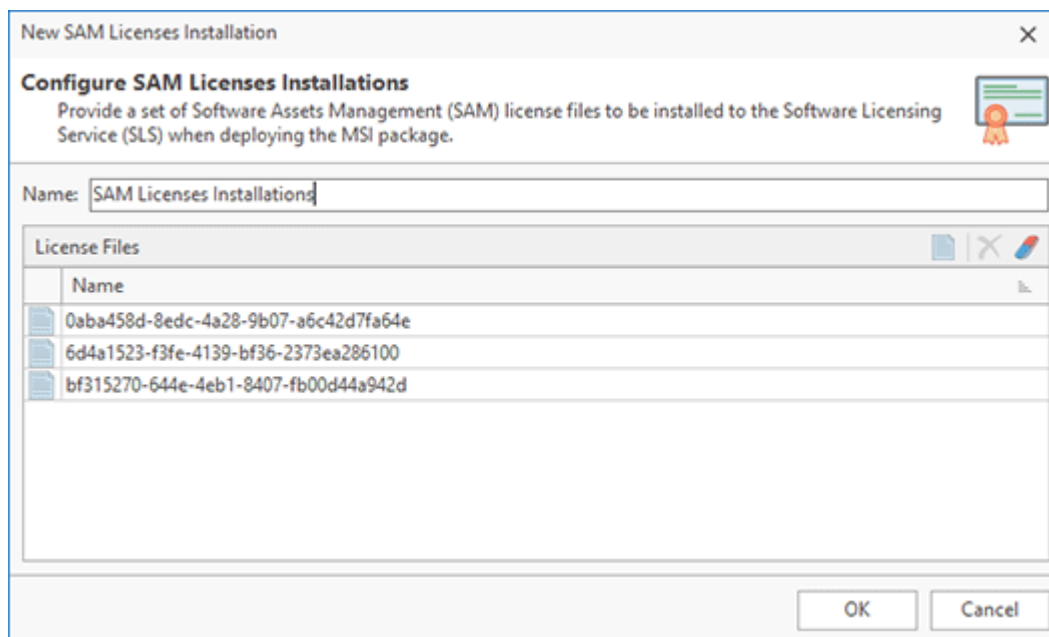 New SAM Licenses Installation
Configure SAM Licenses Installations
Provide a set of Software Assets Management (SAM) license files to be installed to the Software Licensing
Service (SLS) when deploying the MSI package.
Name: SAM Licenses Installations
License Files
Name
0aba458d-8edc-4a28-9b07-a6c42d7fa64e
6d4a1523-f3fe-4139-bf36-2373ea286100
bf315270-644e-4eb1-8407-fb00d44a942d
OK Cancel